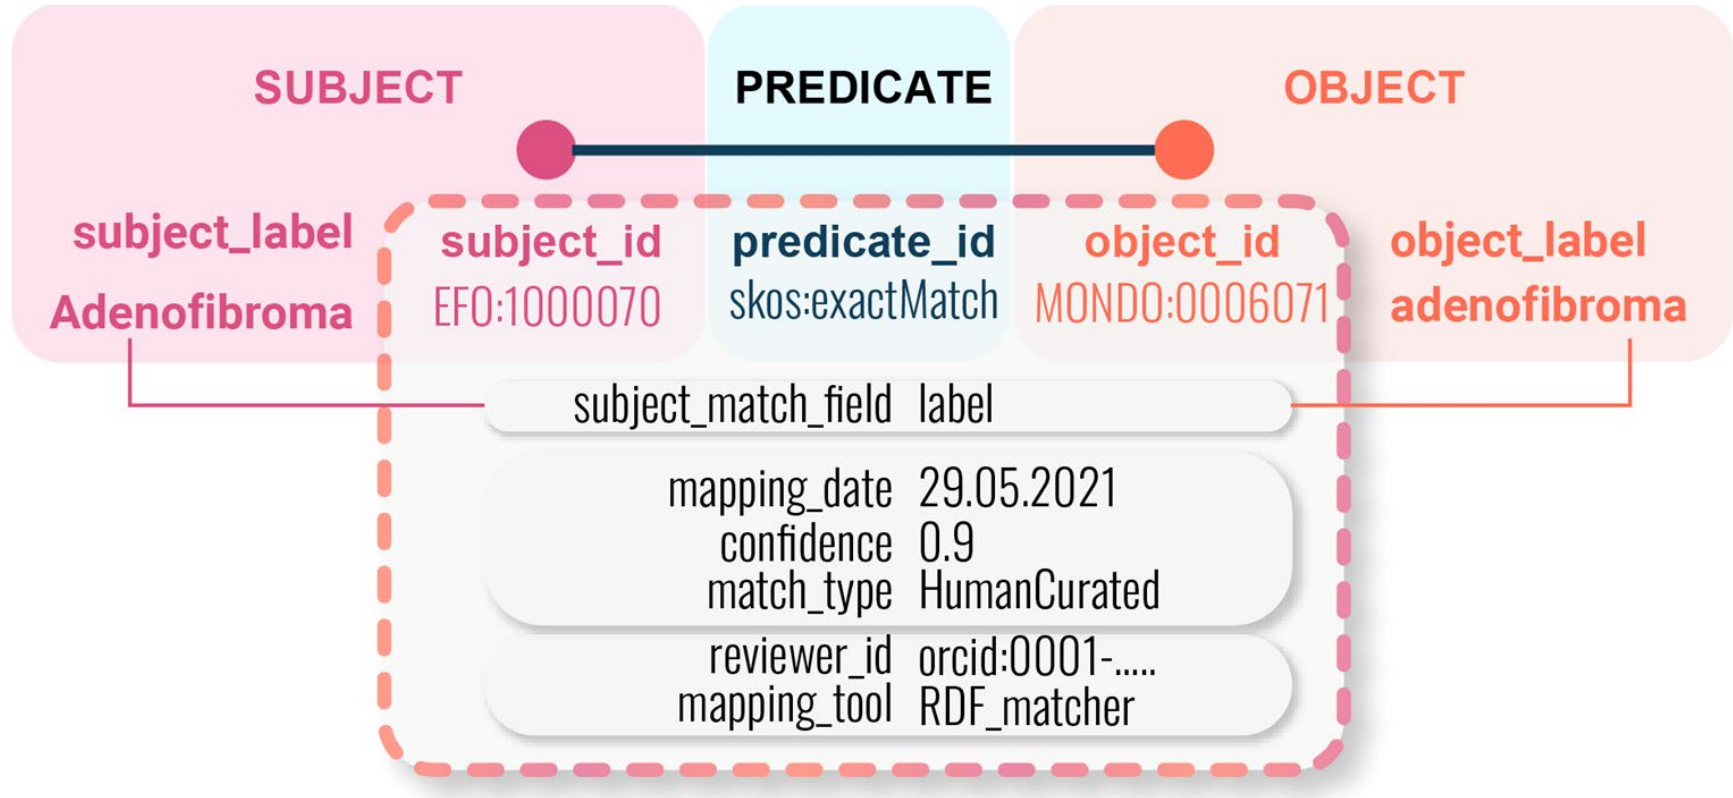 SUBJECT PREDICATE OBJECT
subject_label subject_id predicate_id object_id object_label
Adenofibroma EFO:1000070 skos:exactMatch MONDO:0006071 adenofibroma
subject_match_field label
mapping_date 29.05.2021
confidence 0.9
match_type HumanCurated
reviewer_id orcid:0001-.....
mapping_tool RDF_matcher